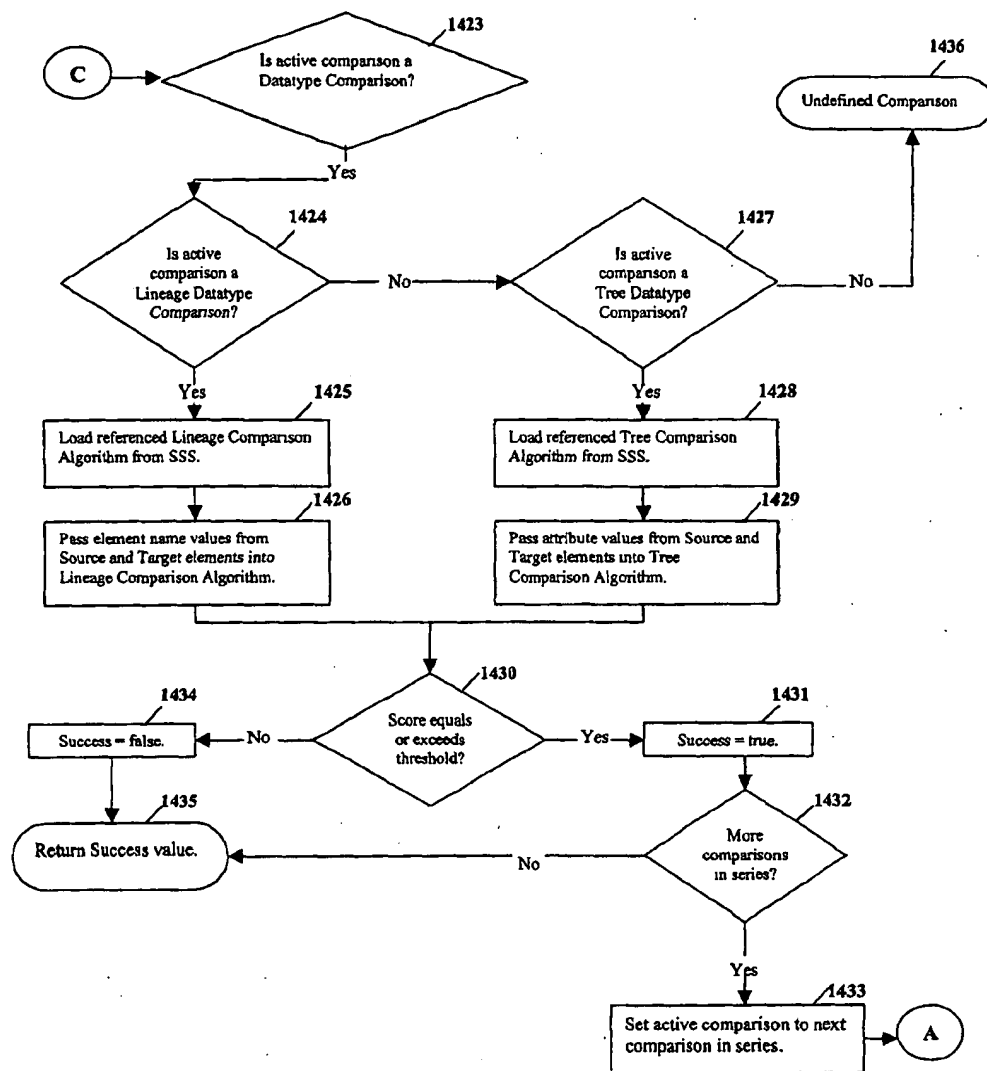 1423
C
Is active comparison a
Datatype Comparison?
1436
Undefined Comparison
Yes
1424
Is active
comparison a
Lineage Datatype
Comparison?
No
1427
Is active
comparison a
Tree Datatype
Comparison?
No
Yes
1425
Load referenced Lineage Comparison
Algorithm from SSS.
Yes
1428
Load referenced Tree Comparison
Algorithm from SSS.
1426
Pass element name values from
Source and Target elements into
Lineage Comparison Algorithm.
1429
Pass attribute values from Source and
Target elements into Tree
Comparison Algorithm.
1430
Score equals
or exceeds
threshold?
1434
Success = false.
No
Yes
1431
Success = true.
1435
Return Success value.
1432
More
comparisons
in series?
No
Yes
1433
Set active comparison to next
comparison in series.
A